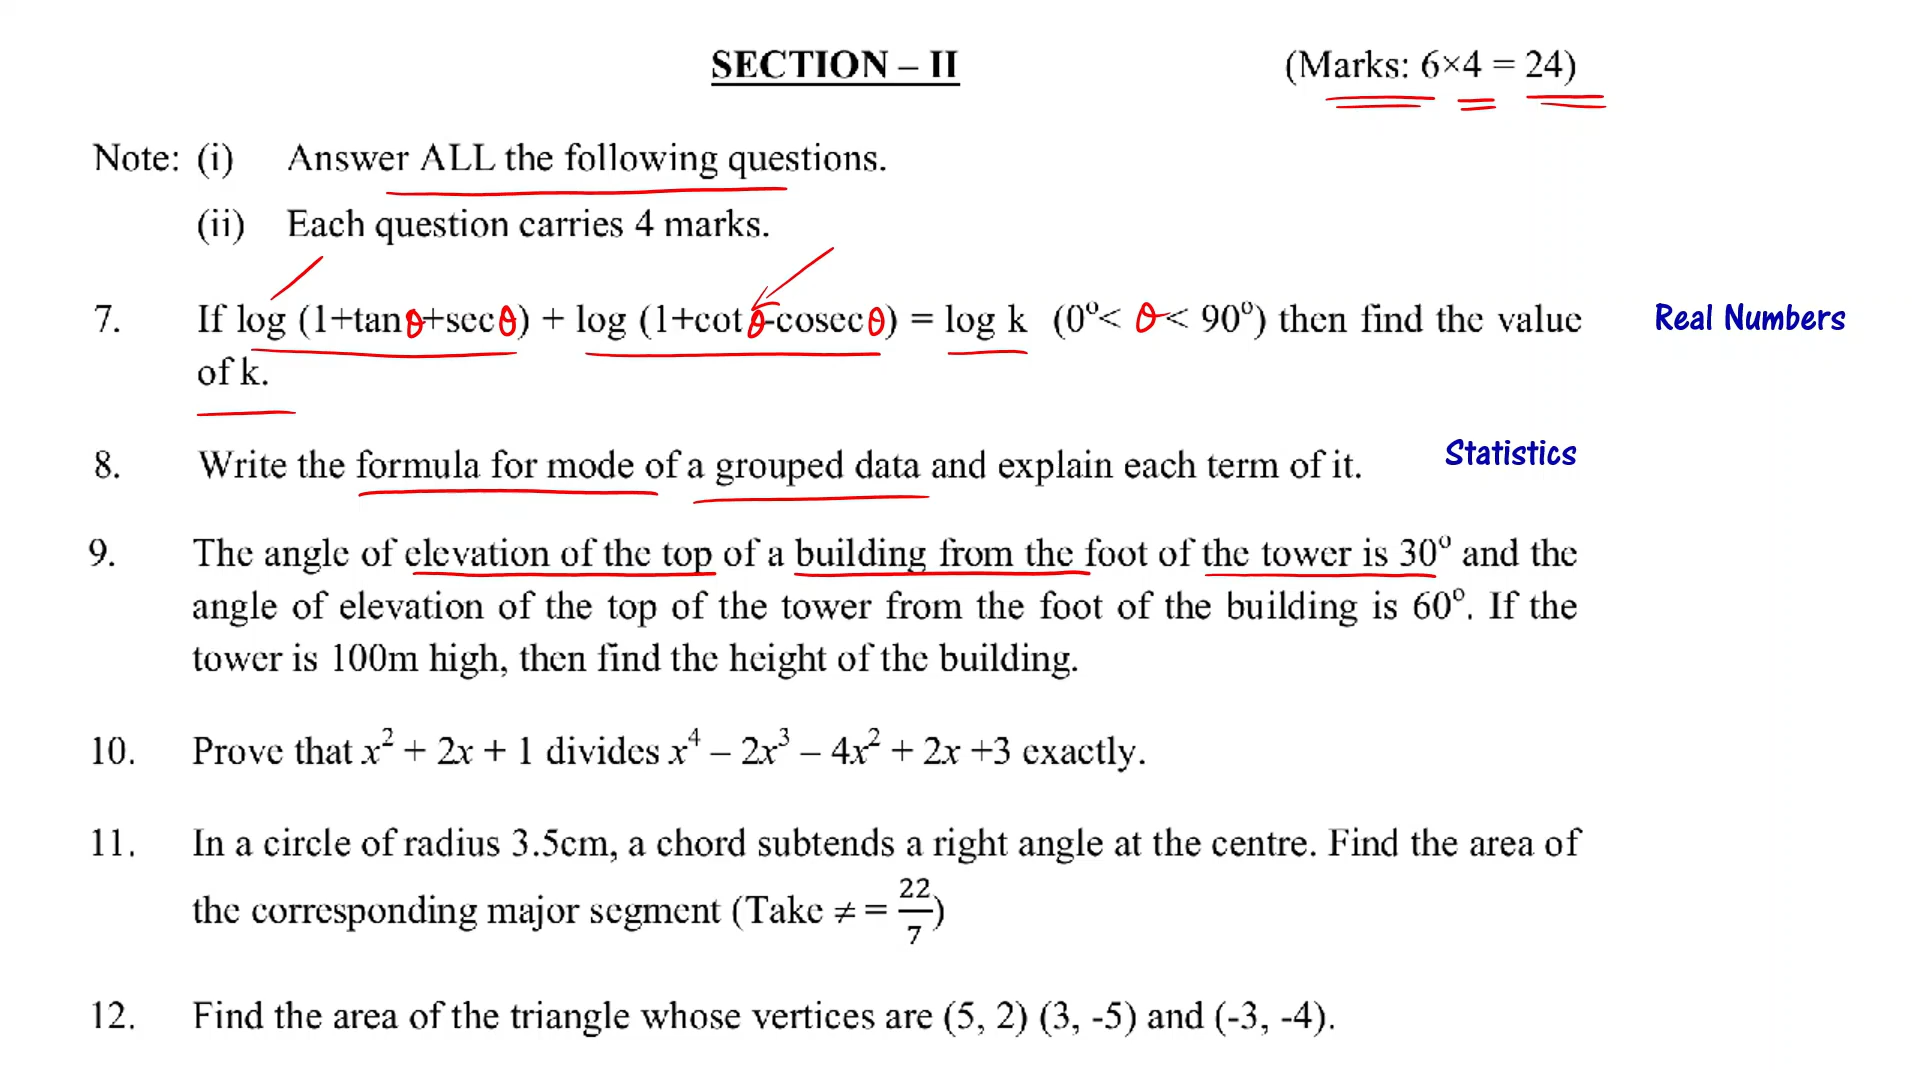 SECTION – II (Marks: 6×4 = 24)
Note: (i) Answer ALL the following questions.
(ii) Each question carries 4 marks.
7. If log (1+tanθ+secθ) + log (1+cot θ-cosecθ) = log k (0º< θ < 90º) then find the value Real Numbers
of k.
8. Write the formula for mode of a grouped data and explain each term of it. Statistics
9. The angle of elevation of the top of a building from the foot of the tower is 30º and the
angle of elevation of the top of the tower from the foot of the building is 60º. If the
tower is 100m high, then find the height of the building.
10. Prove that x² + 2x + 1 divides x⁴ – 2x³ – 4x² + 2x +3 exactly.
11. In a circle of radius 3.5cm, a chord subtends a right angle at the centre. Find the area of
the corresponding major segment (Take ≠ = 22/7)
12. Find the area of the triangle whose vertices are (5, 2) (3, -5) and (-3, -4).